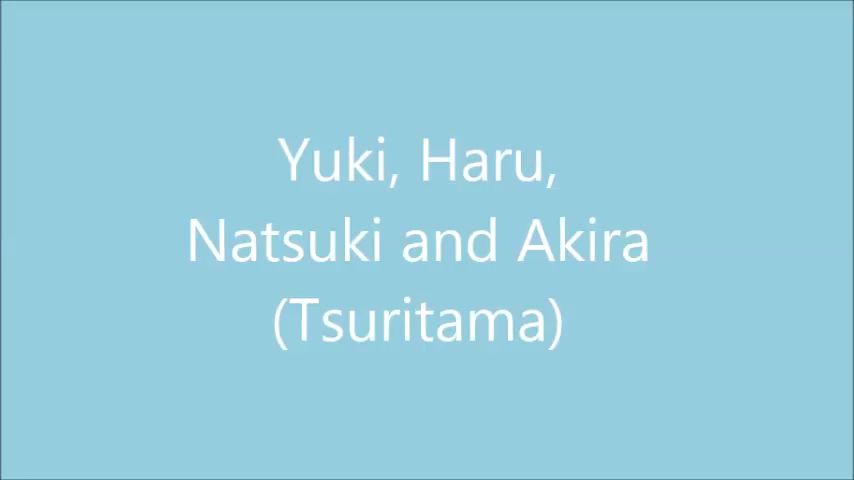 Yuki, Haru,
Natsuki and Akira
(Tsuritama)